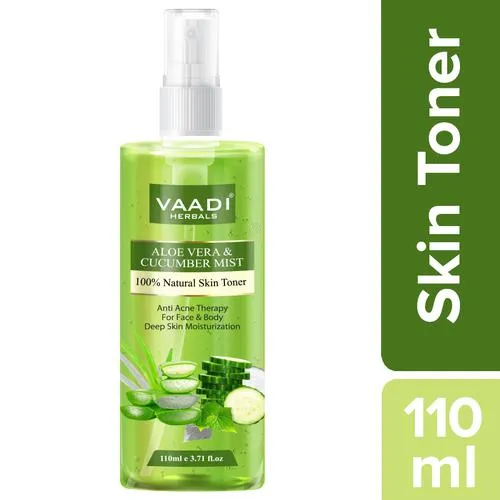 VAADI®
HERBALS
ALOE VERA &
CUCUMBER MIST
100% Natural Skin Toner
Anti Acne Therapy
For Face & Body
Deep Skin Moisturization
110ml e 3.71 fl.oz
Skin Toner
110
ml